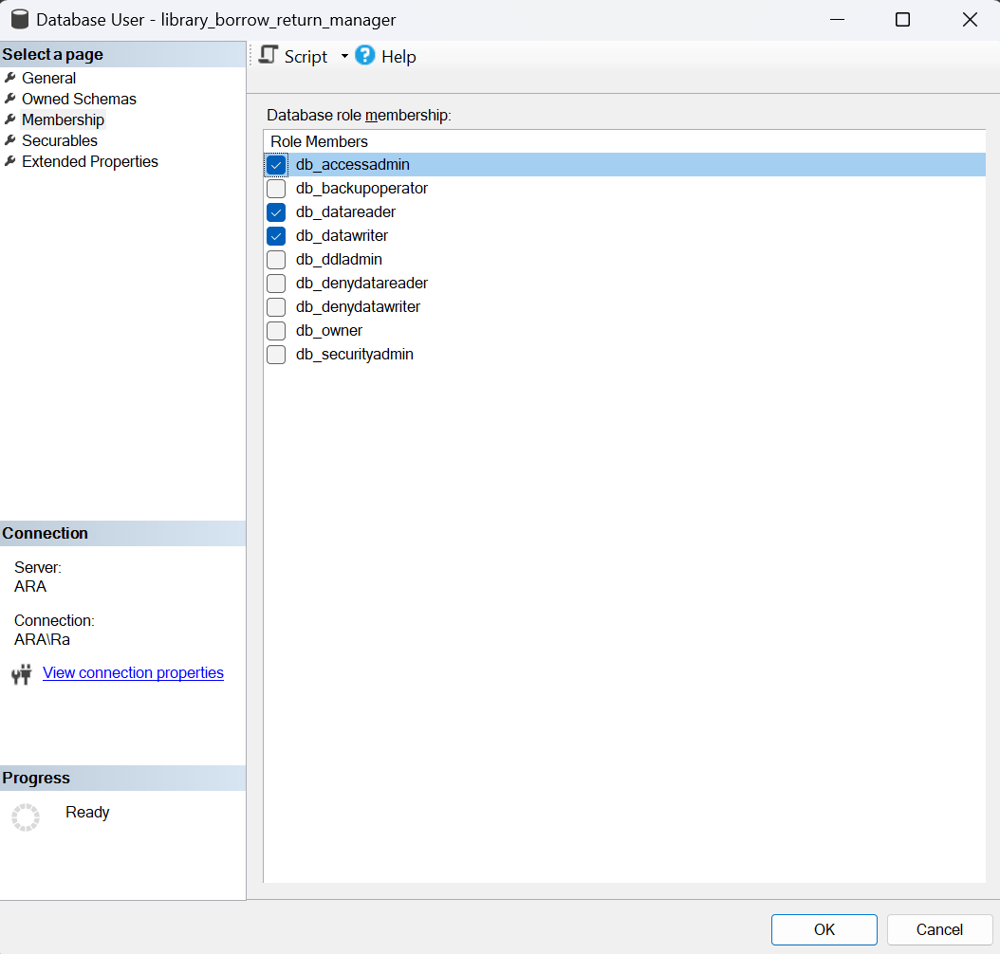 Database User - library_borrow_return_manager
Select a page
General
Owned Schemas
Membership
Securables
Extended Properties
Script
Help
Database role membership:
Role Members
db_accessadmin
db_backupoperator
db_datareader
db_datawriter
db_ddladmin
db_denydatareader
db_denydatawriter
db_owner
db_securityadmin
Connection
Server:
ARA
Connection:
ARA\Ra
View connection properties
Progress
Ready
OK
Cancel